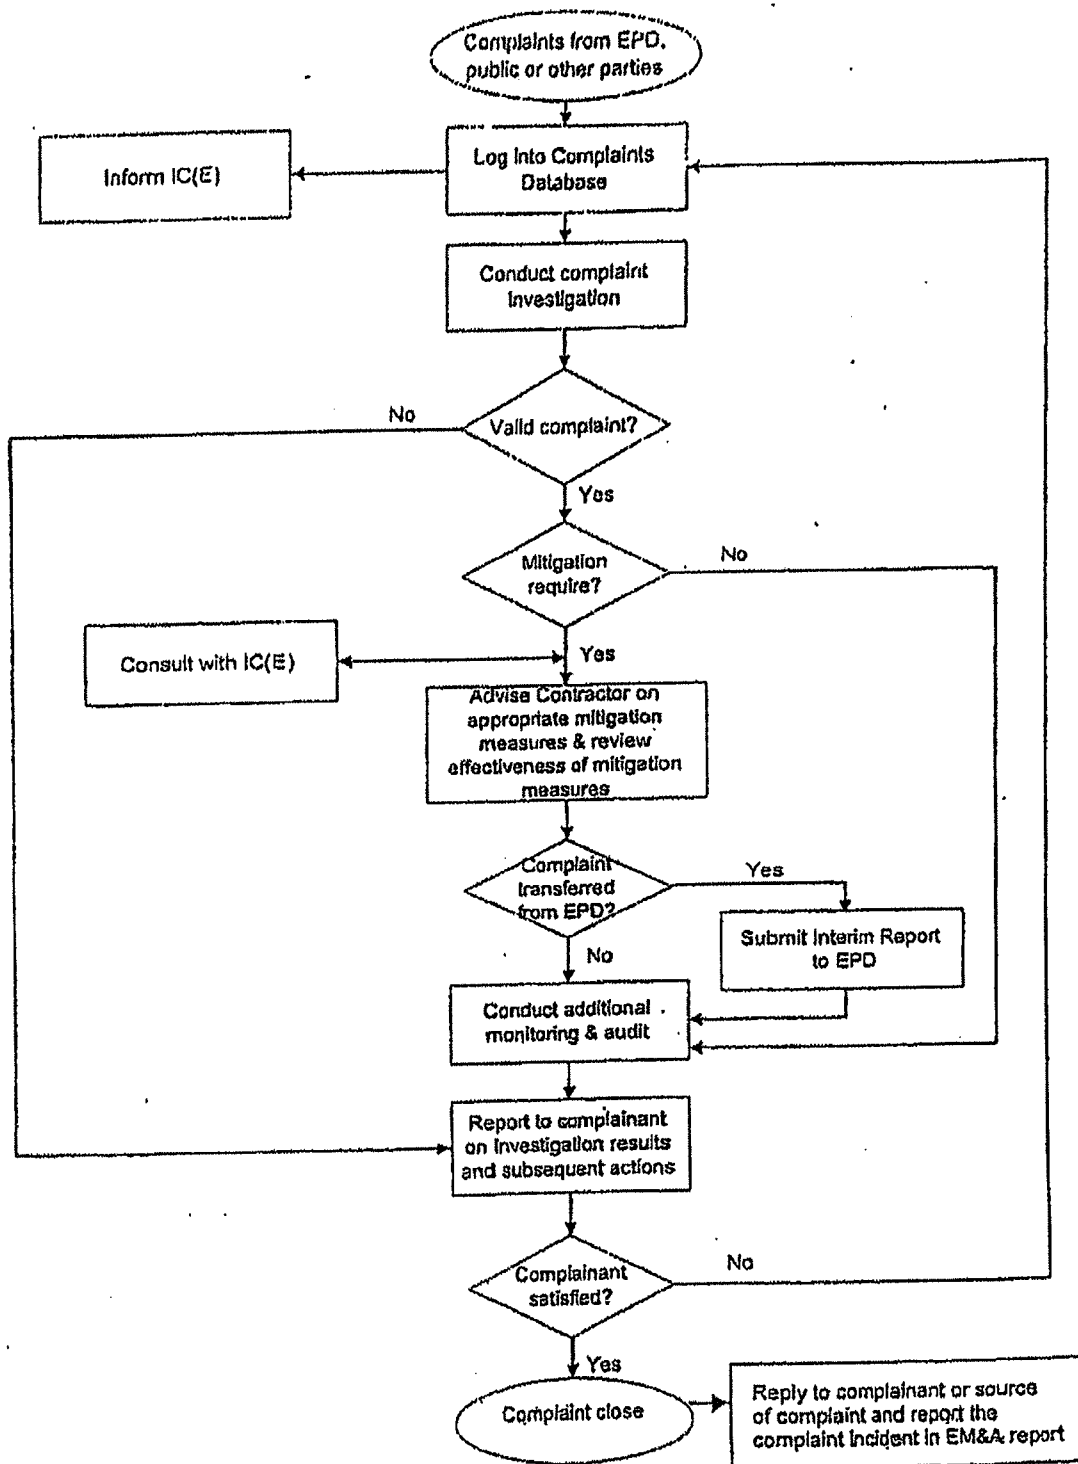 Complaints from EPD,
public or other parties
Log into Complaints
Database
Inform IC(E)
Conduct complaint
investigation
Valid complaint?
No
Yes
Mitigation
require?
No
Yes
Consult with IC(E)
Advise Contractor on
appropriate mitigation
measures & review
effectiveness of mitigation
measures
Complaint
transferred
from EPD?
Yes
No
Submit Interim Report
to EPD
Conduct additional
monitoring & audit
Report to complainant
on investigation results
and subsequent actions
Complainant
satisfied?
No
Yes
Complaint close
Reply to complainant or source
of complaint and report the
complaint incident in EM&A report